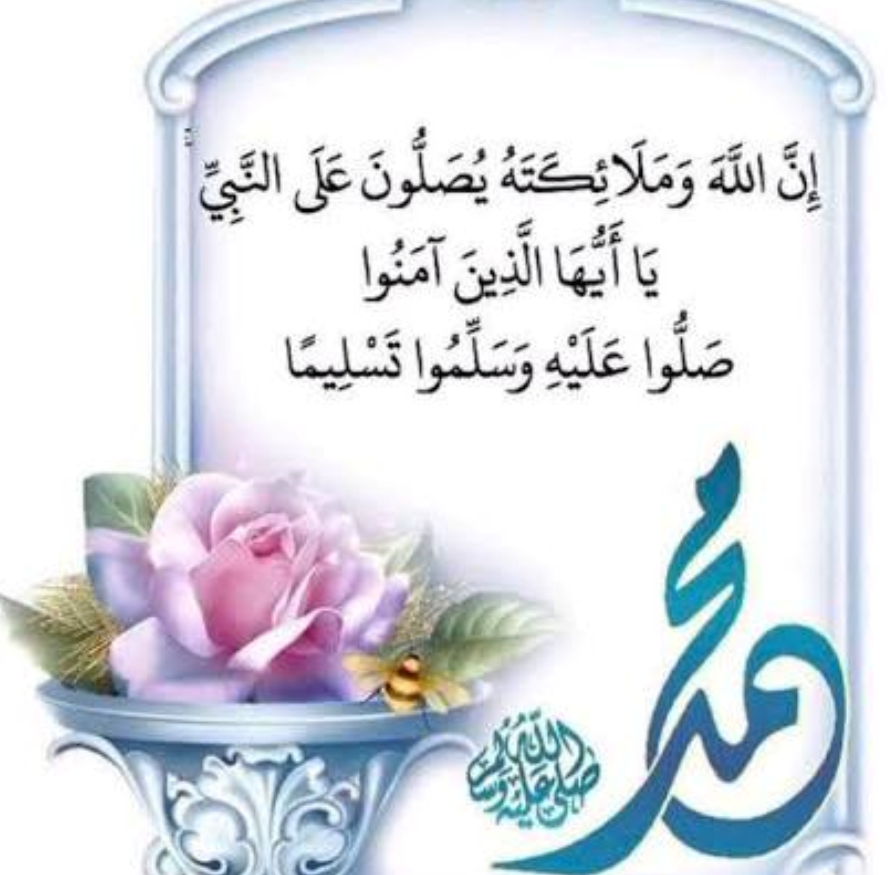 إِنَّ اللَّهَ وَمَلَائِكَتَهُ يُصَلُّونَ عَلَى النَّبِيِّ
يَا أَيُّهَا الَّذِينَ آمَنُوا
صَلُّوا عَلَيْهِ وَسَلِّمُوا تَسْلِيمًا
محمد
صلى الله عليه وسلم